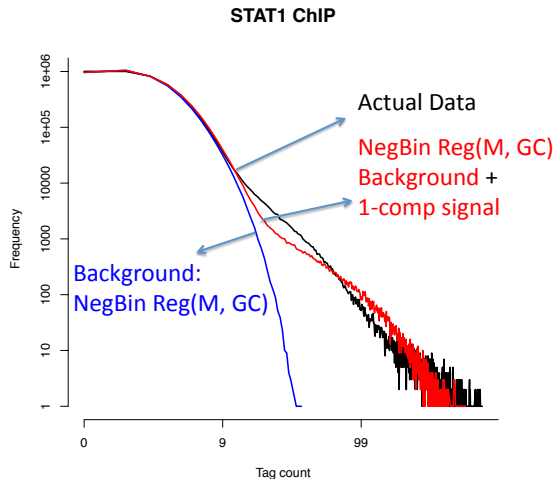 STAT1 ChIP
1e+06
1e+05
10000
1000
100
10
1
Frequency
Actual Data
NegBin Reg(M, GC)
Background +
1-comp signal
Background:
NegBin Reg(M, GC)
0
9
99
Tag count